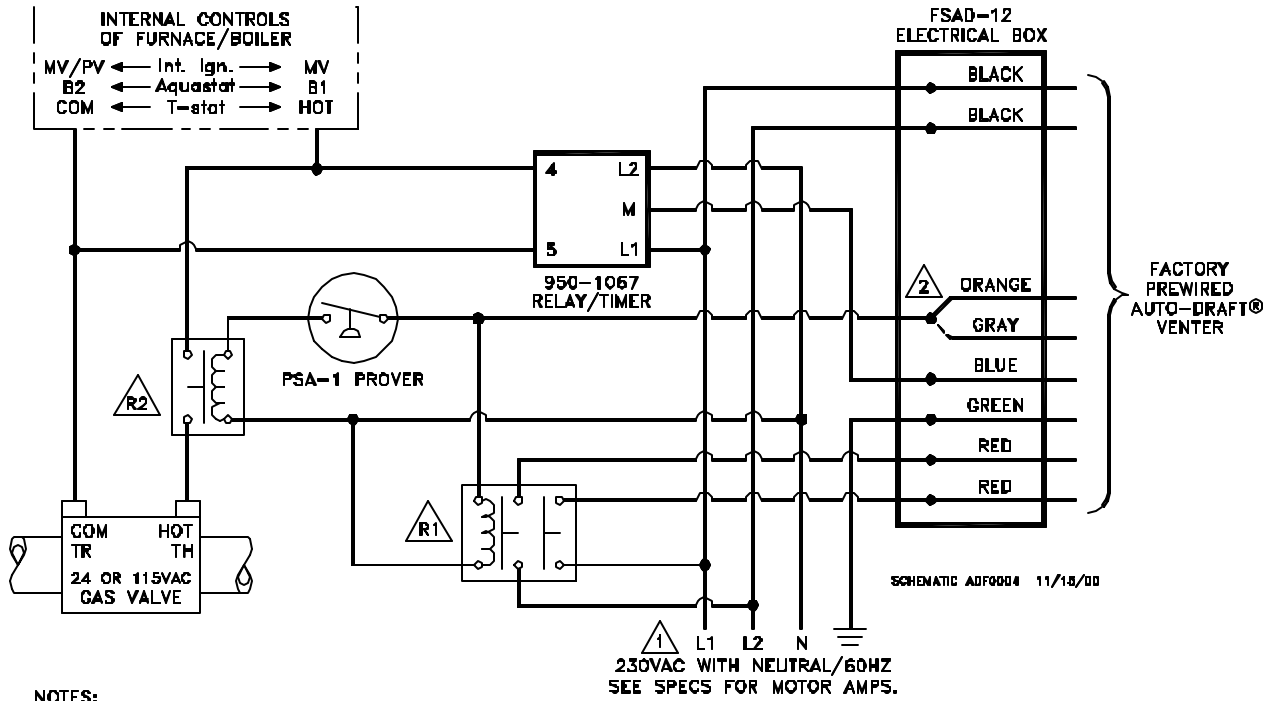 INTERNAL CONTROLS
OF FURNACE/BOILER
MV/PV Int. Ign. MV
B2 Aquastat B1
COM T-stat HOT
FSAD-12
ELECTRICAL BOX
BLACK
BLACK
4 L2
M
5 L1
950-1067
RELAY/TIMER
2
ORANGE
GRAY
BLUE
GREEN
RED
RED
FACTORY
PREWIRED
AUTO-DRAFT®
VENTER
PSA-1 PROVER
R2
R1
COM HOT
TR TH
24 OR 115VAC
GAS VALVE
SCHEMATIC ADF0004 11/15/00
1 L1 L2 N
230VAC WITH NEUTRAL/60HZ
SEE SPECS FOR MOTOR AMPS.
NOTES: